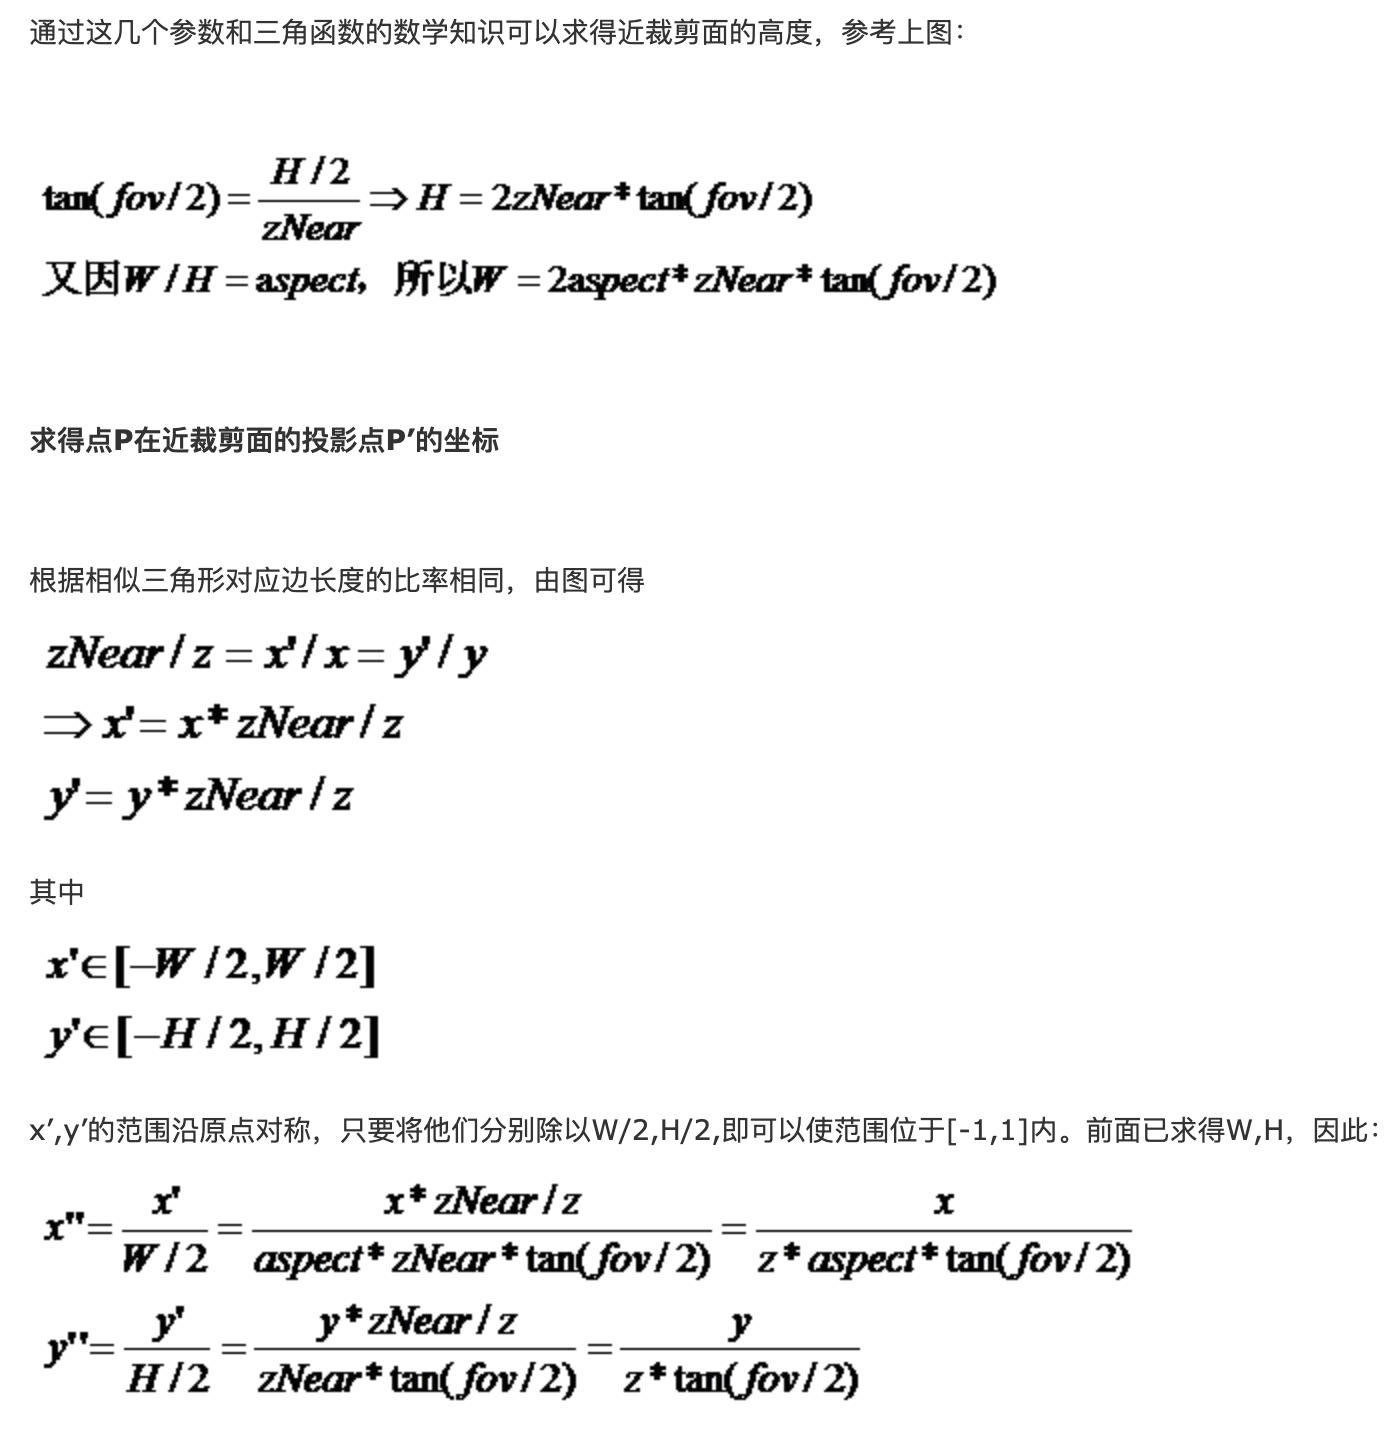 通过这几个参数和三角函数的数学知识可以求得近裁剪面的高度，参考上图：
tan(fov/2)=\frac{H/2}{zNear}⇒H=2zNear*tan(fov/2)
又因W/H=aspect，所以W=2aspect*zNear*tan(fov/2)
求得点P在近裁剪面的投影点P′的坐标
根据相似三角形对应边长度的比率相同，由图可得
zNear/z=x'/x=y'/y
⇒x'=x*zNear/z
y'=y*zNear/z
其中
x'∈[-W/2,W/2]
y'∈[-H/2,H/2]
x′,y′的范围沿原点对称，只要将他们分别除以W/2,H/2,即可以使范围位于[-1,1]内。前面已求得W,H，因此：
x''=\frac{x'}{W/2}=\frac{x*zNear/z}{aspect*zNear*tan(fov/2)}=\frac{x}{z*aspect*tan(fov/2)}
y''=\frac{y'}{H/2}=\frac{y*zNear/z}{zNear*tan(fov/2)}=\frac{y}{z*tan(fov/2)}